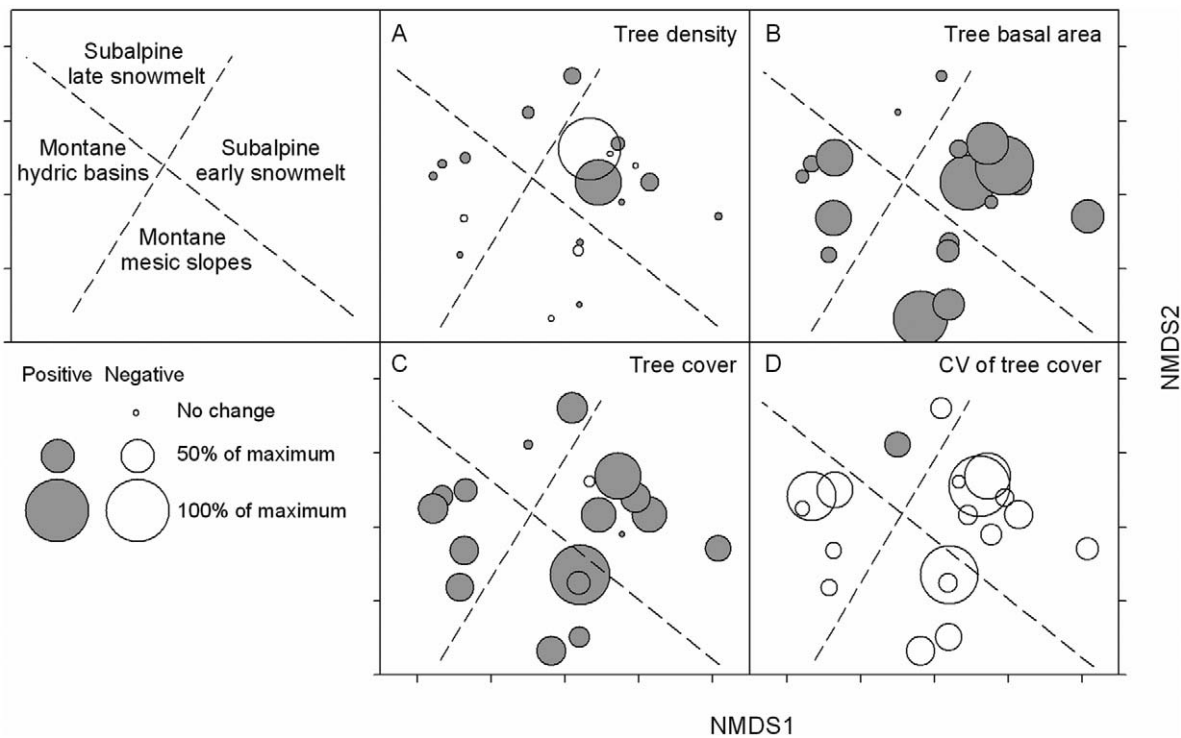 Subalpine
late snowmelt
Montane
hydric basins
Subalpine
early snowmelt
Montane
mesic slopes
A
Tree density
B
Tree basal area
Positive Negative
No change
50% of maximum
100% of maximum
C
Tree cover
D
CV of tree cover
NMDS2
NMDS1